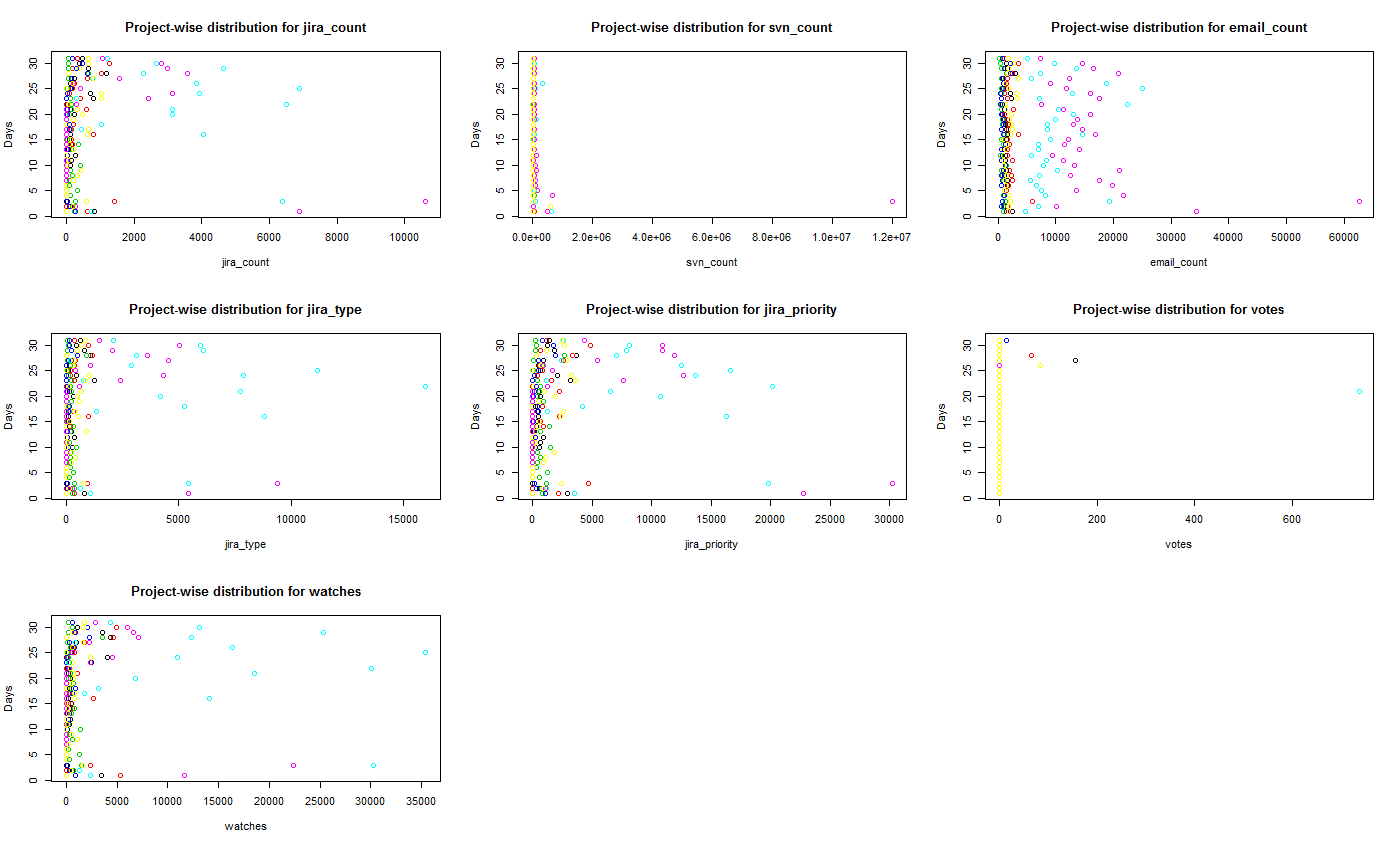 Project-wise distribution for jira_count
Days
0 5 10 15 20 25 30
0 2000 4000 6000 8000 10000
jira_count
Project-wise distribution for svn_count
Days
0 5 10 15 20 25 30
0.0e+00 2.0e+06 4.0e+06 6.0e+06 8.0e+06 1.0e+07 1.2e+07
svn_count
Project-wise distribution for email_count
Days
0 5 10 15 20 25 30
0 10000 20000 30000 40000 50000 60000
email_count
Project-wise distribution for jira_type
Days
0 5 10 15 20 25 30
0 5000 10000 15000
jira_type
Project-wise distribution for jira_priority
Days
0 5 10 15 20 25 30
0 5000 10000 15000 20000 25000 30000
jira_priority
Project-wise distribution for votes
Days
0 5 10 15 20 25 30
0 200 400 600
votes
Project-wise distribution for watches
Days
0 5 10 15 20 25 30
0 5000 10000 15000 20000 25000 30000 35000
watches